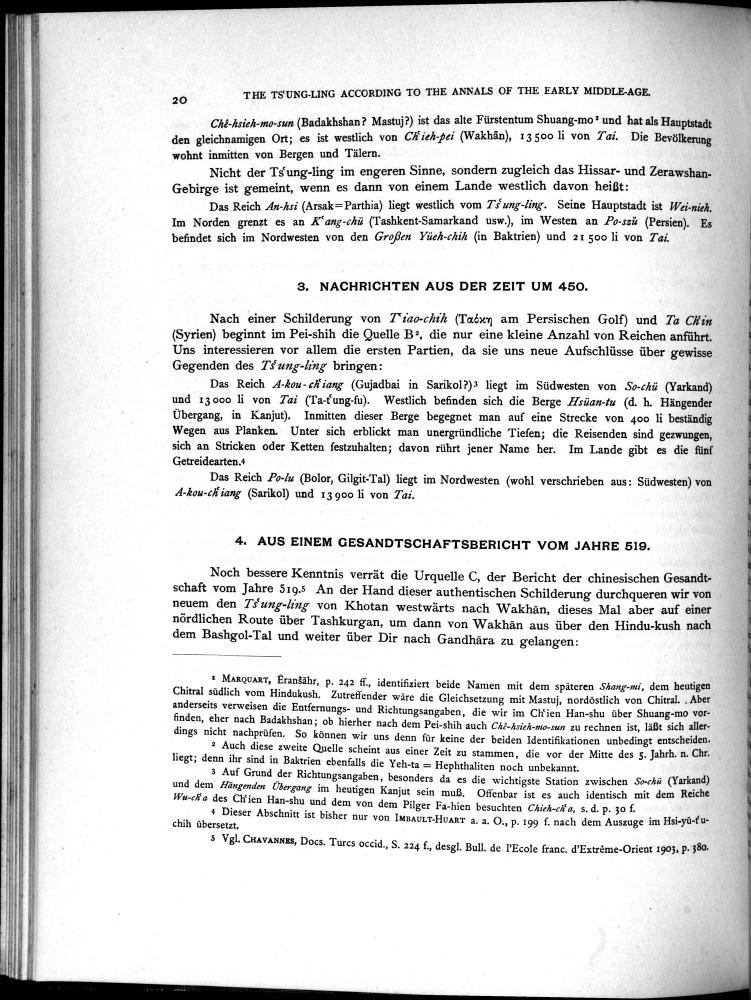 20
THE TS'UNG-LING ACCORDING TO THE ANNALS OF THE EARLY MIDDLE-AGE.
Chê-hsieh-mo-sun (Badakhshan? Mastuj?) ist das alte Fürstentum Shuang-mo¹ und hat als Hauptstadt
den gleichnamigen Ort; es ist westlich von Ch'ieh-pei (Wakhān), 13 500 li von Tai. Die Bevölkerung
wohnt inmitten von Bergen und Tälern.
Nicht der Ts'ung-ling im engeren Sinne, sondern zugleich das Hissar- und Zerawshan-
Gebirge ist gemeint, wenn es dann von einem Lande westlich davon heißt:
Das Reich An-hsi (Arsak=Parthia) liegt westlich vom Ts'ung-ling. Seine Hauptstadt ist Wei-nieh.
Im Norden grenzt es an K'ang-chü (Tashkent-Samarkand usw.), im Westen an Po-szŭ (Persien). Es
befindet sich im Nordwesten von den Großen Yüeh-chih (in Baktrien) und 21 500 li von Tai.
3. NACHRICHTEN AUS DER ZEIT UM 450.
Nach einer Schilderung von T'iao-chih (Ταόκη am Persischen Golf) und Ta Ch'in
(Syrien) beginnt im Pei-shih die Quelle B², die nur eine kleine Anzahl von Reichen anführt.
Uns interessieren vor allem die ersten Partien, da sie uns neue Aufschlüsse über gewisse
Gegenden des Ts'ung-ling bringen:
Das Reich A-kou-ch'iang (Gujadbai in Sarikol?)³ liegt im Südwesten von So-chü (Yarkand)
und 13 000 li von Tai (Ta-t'ung-fu). Westlich befinden sich die Berge Hsüan-tu (d. h. Hängender
Übergang, in Kanjut). Inmitten dieser Berge begegnet man auf eine Strecke von 400 li beständig
Wegen aus Planken. Unter sich erblickt man unergründliche Tiefen; die Reisenden sind gezwungen,
sich an Stricken oder Ketten festzuhalten; davon rührt jener Name her. Im Lande gibt es die fünf
Getreidearten.⁴
Das Reich Po-lu (Bolor, Gilgit-Tal) liegt im Nordwesten (wohl verschrieben aus: Südwesten) von
A-kou-ch'iang (Sarikol) und 13 900 li von Tai.
4. AUS EINEM GESANDTSCHAFTSBERICHT VOM JAHRE 519.
Noch bessere Kenntnis verrät die Urquelle C, der Bericht der chinesischen Gesandt-
schaft vom Jahre 519.⁵ An der Hand dieser authentischen Schilderung durchqueren wir von
neuem den Ts'ung-ling von Khotan westwärts nach Wakhān, dieses Mal aber auf einer
nördlichen Route über Tashkurgan, um dann von Wakhān aus über den Hindu-kush nach
dem Bashgol-Tal und weiter über Dir nach Gandhāra zu gelangen:
¹ MARQUART, Ērānšahr, p. 242 ff., identifiziert beide Namen mit dem späteren Shang-mi, dem heutigen
Chitral südlich vom Hindukush. Zutreffender wäre die Gleichsetzung mit Mastuj, nordöstlich von Chitral. Aber
anderseits verweisen die Entfernungs- und Richtungsangaben, die wir im Ch'ien Han-shu über Shuang-mo vor-
finden, eher nach Badakhshan; ob hierher nach dem Pei-shih auch Chê-hsieh-mo-sun zu rechnen ist, läßt sich aller-
dings nicht nachprüfen. So können wir uns denn für keine der beiden Identifikationen unbedingt entscheiden.
² Auch diese zweite Quelle scheint aus einer Zeit zu stammen, die vor der Mitte des 5. Jahrh. n. Chr.
liegt; denn ihr sind in Baktrien ebenfalls die Yeh-ta = Hephthaliten noch unbekannt.
³ Auf Grund der Richtungsangaben, besonders da es die wichtigste Station zwischen So-chü (Yarkand)
und dem Hängenden Übergang im heutigen Kanjut sein muß. Offenbar ist es auch identisch mit dem Reiche
Wu-ch'a des Ch'ien Han-shu und dem von dem Pilger Fa-hien besuchten Chieh-ch'a, s. d. p. 30 f.
⁴ Dieser Abschnitt ist bisher nur von IMBAULT-HUART a. a. O., p. 199 f. nach dem Auszuge im Hsi-yü-t'u-
chih übersetzt.
⁵ Vgl. CHAVANNES, Docs. Turcs occid., S. 224 f., desgl. Bull. de l'Ecole franc. d'Extrême-Orient 1903, p. 380.